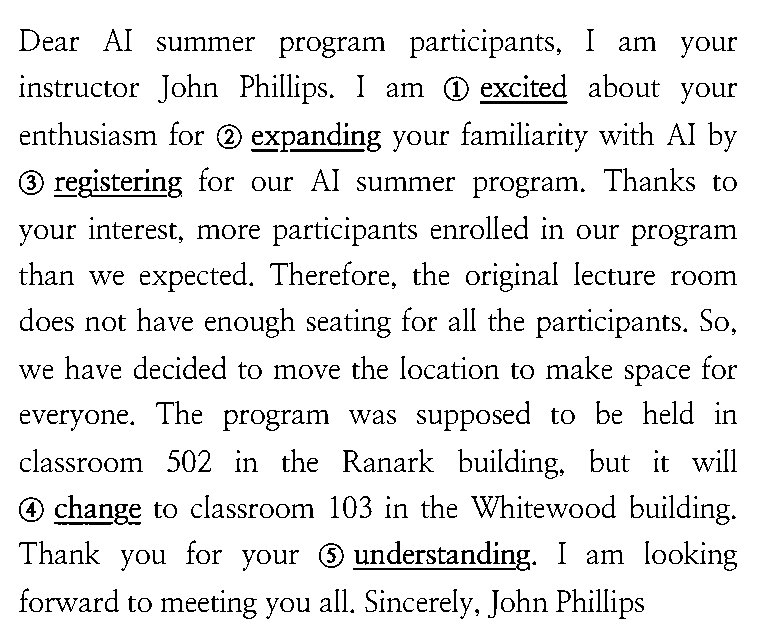 Dear AI summer program participants, I am your
instructor John Phillips. I am ① excited about your
enthusiasm for ② expanding your familiarity with AI by
③ registering for our AI summer program. Thanks to
your interest, more participants enrolled in our program
than we expected. Therefore, the original lecture room
does not have enough seating for all the participants. So,
we have decided to move the location to make space for
everyone. The program was supposed to be held in
classroom 502 in the Ranark building, but it will
④ change to classroom 103 in the Whitewood building.
Thank you for your ⑤ understanding. I am looking
forward to meeting you all. Sincerely, John Phillips